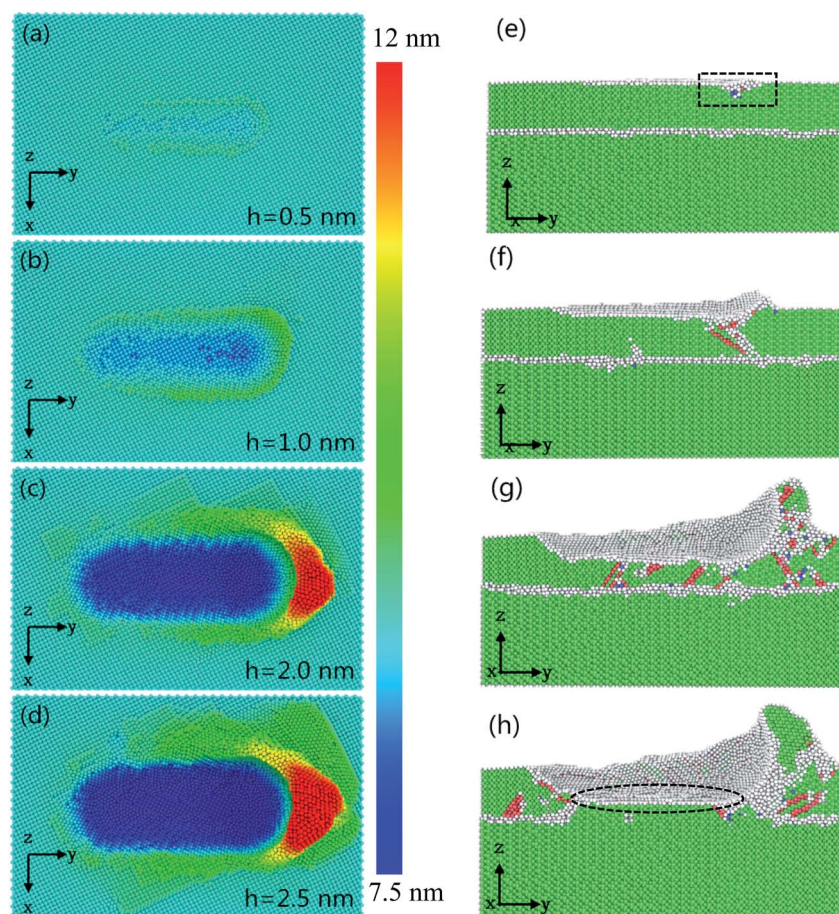 (a)
z
y
x
h=0.5 nm
(b)
z
y
x
h=1.0 nm
(c)
z
y
x
h=2.0 nm
(d)
z
y
x
h=2.5 nm
12 nm
7.5 nm
(e)
z
x y
(f)
z
x y
(g)
z
x y
(h)
z
x y